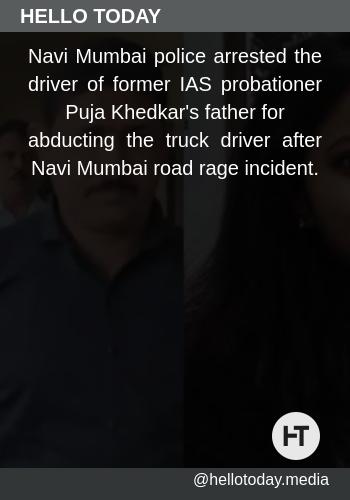 HELLO TODAY
Navi Mumbai police arrested the
driver of former IAS probationer
Puja Khedkar's father for
abducting the truck driver after
Navi Mumbai road rage incident.
HT
@hellotoday.media